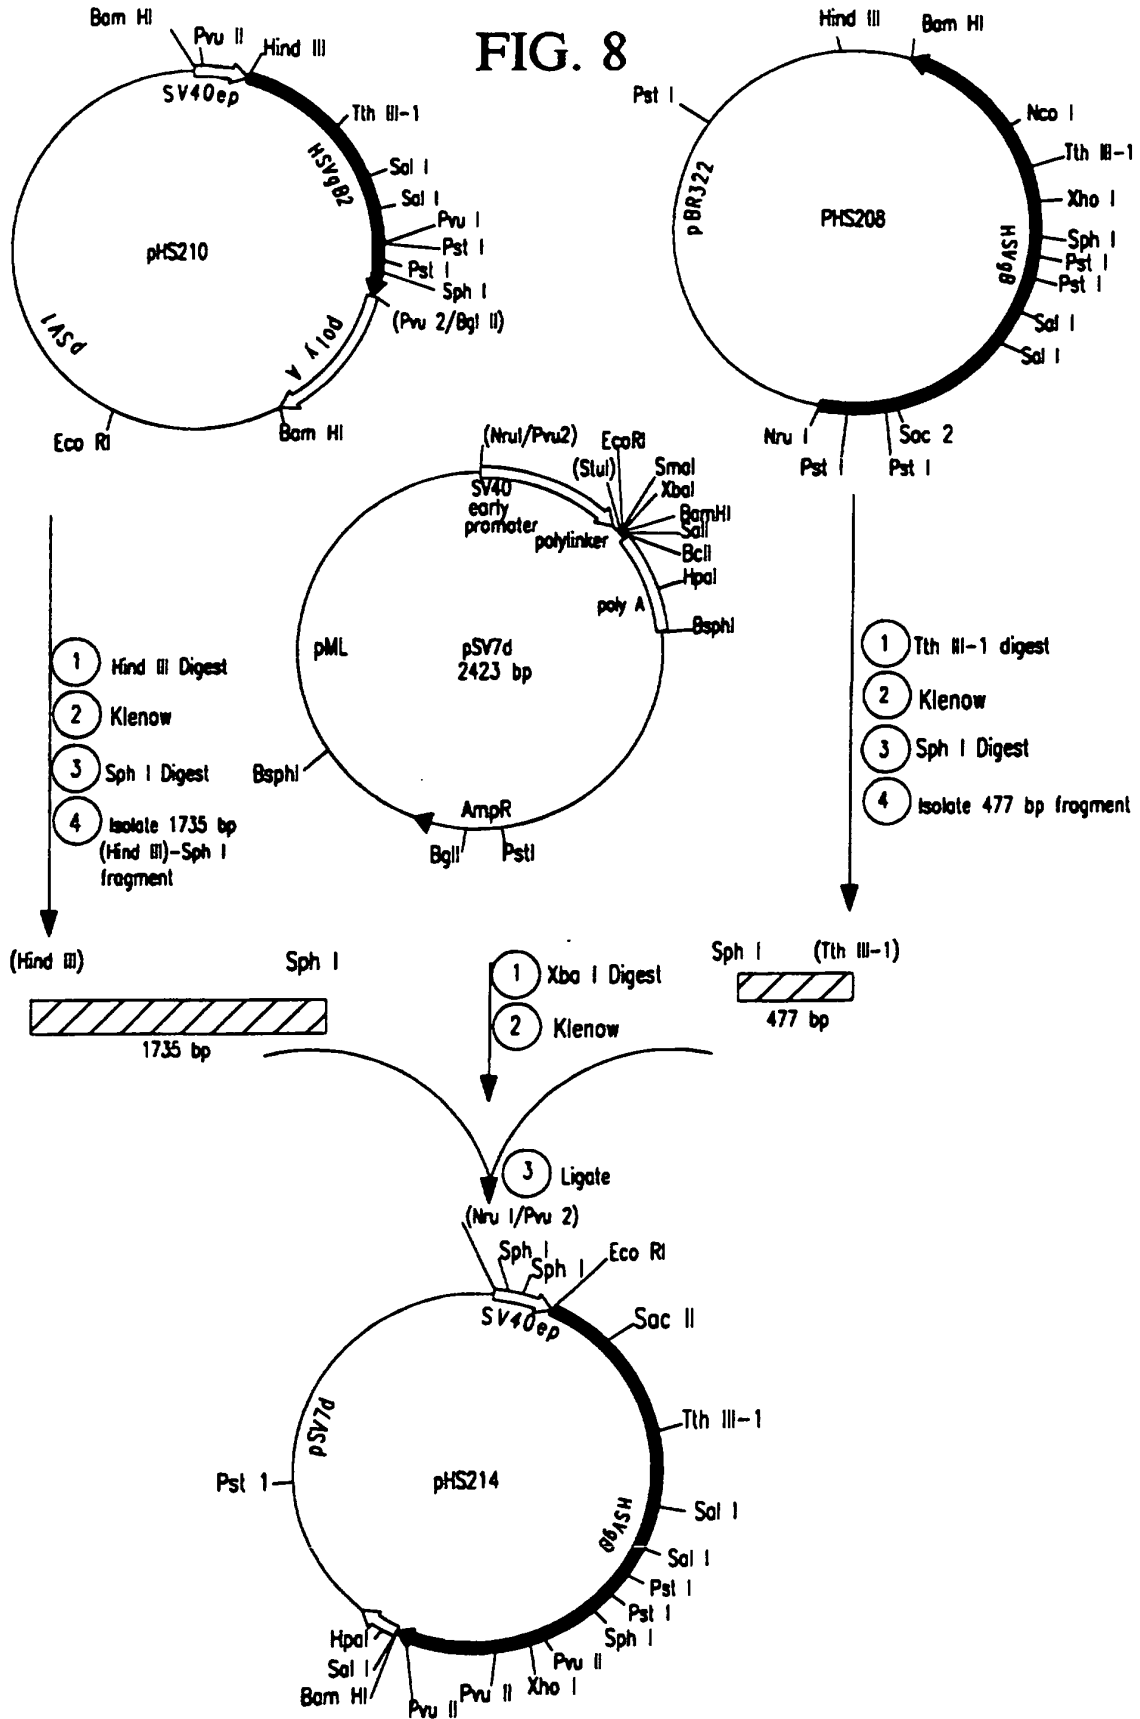 FIG. 8
Bam HI
Pvu II
Hind III
SV40ep
Tth III-1
HSVgB2
Sal I
Sal I
Pvu I
Pst I
Pst I
Sph I
(Pvu 2/Bgl II)
pHS210
poly A
pSV1
Eco RI
Bam HI
Hind III
Bam HI
Pst I
Nco I
Tth III-1
pBR322
Xho I
PHS208
Sph I
HSVgB
Pst I
Pst I
Sal I
Sal I
Nru I
Sac 2
Pst I
Pst I
(NruI/Pvu2)
EcoRI
(StuI)
SmaI
XbaI
SV40
early
promater
BamHI
SalI
polylinker
BclI
HpaI
poly A
BsphI
pML
pSV7d
2423 bp
BsphI
AmpR
BglI
PstI
1 Hind III Digest
2 Klenow
3 Sph I Digest
4 Isolate 1735 bp
(Hind III)-Sph I
fragment
1 Tth III-1 digest
2 Klenow
3 Sph I Digest
4 Isolate 477 bp fragment
(Hind III)
Sph I
1735 bp
1 Xba I Digest
2 Klenow
Sph I
(Tth III-1)
477 bp
3 Ligate
(Nru I/Pvu 2)
Sph I
Sph I
Eco RI
SV40ep
Sac II
pSV7d
Tth III-1
Pst 1
pHS214
HSVgB
Sal I
Sal I
Pst I
Pst I
Sph I
Pvu II
Xho I
Pvu II
Pvu II
HpaI
Sal I
Bam HI